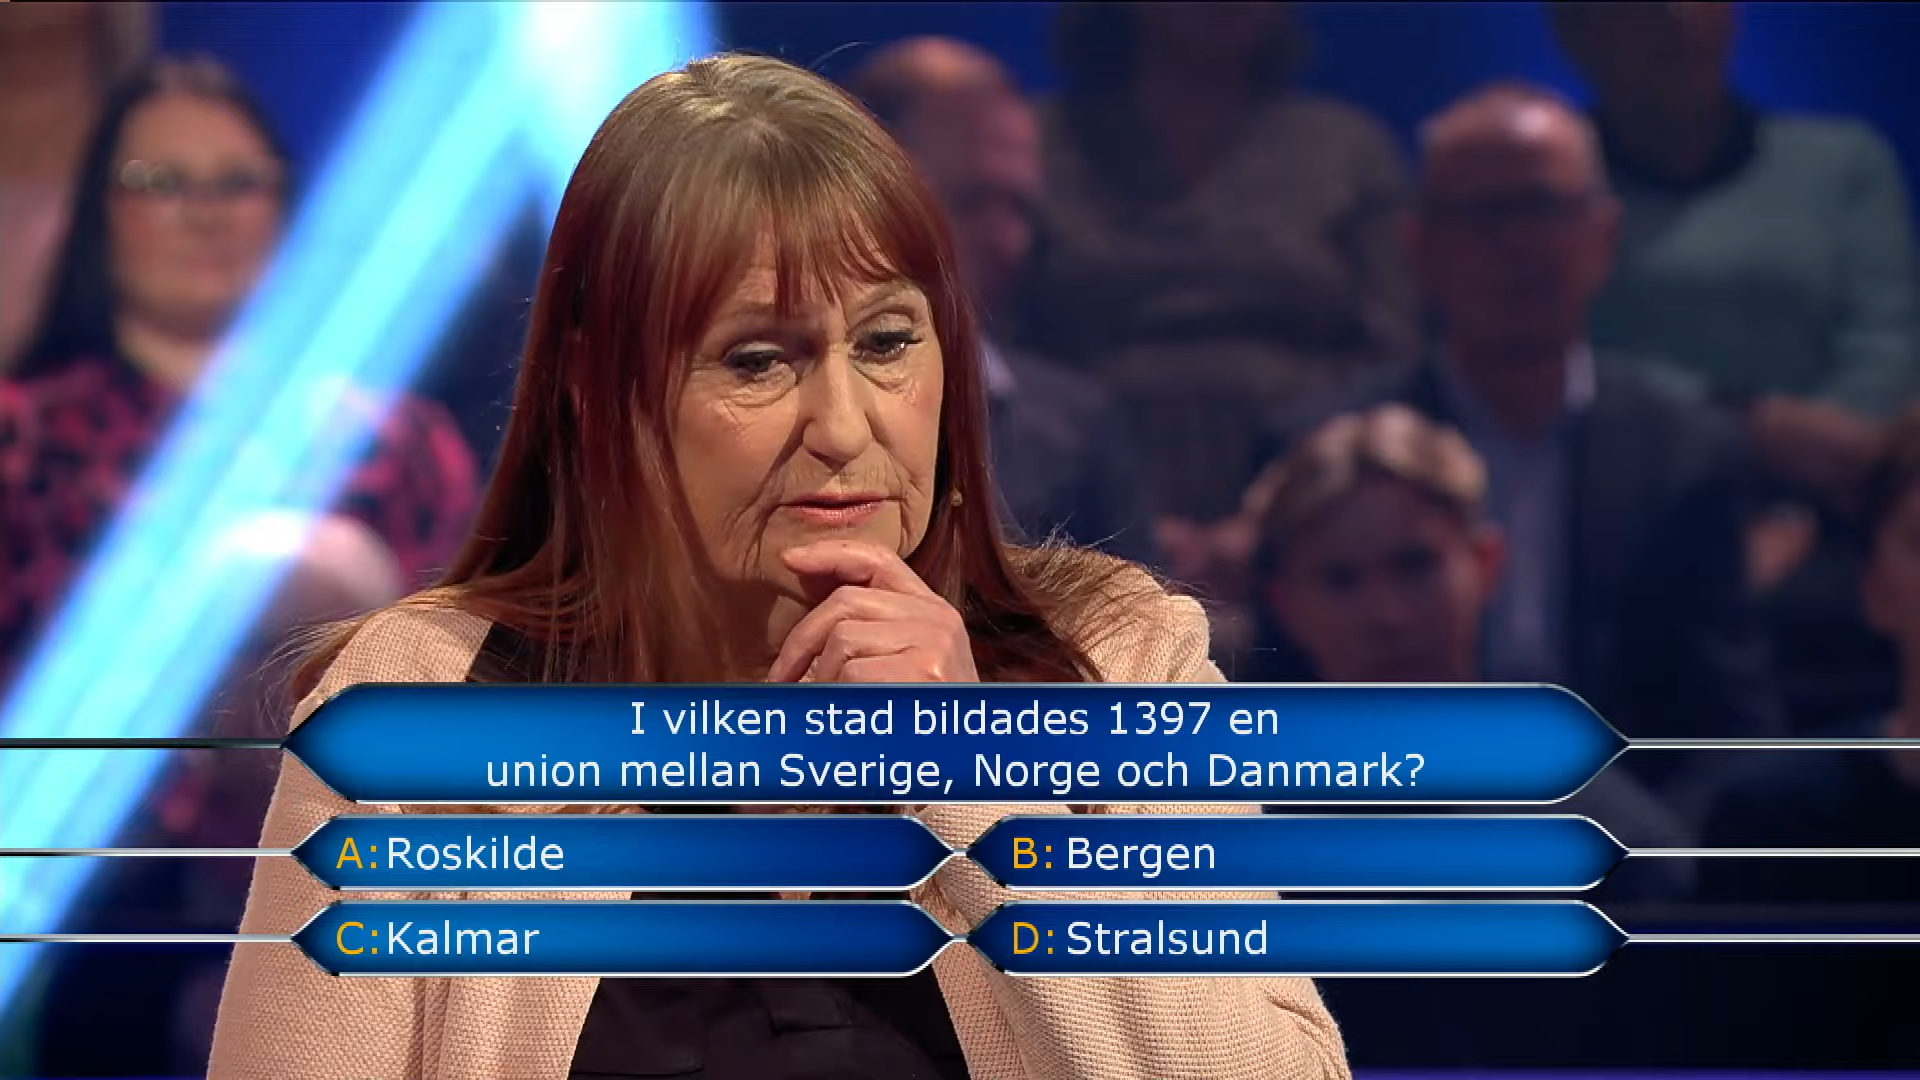 I vilken stad bildades 1397 en
union mellan Sverige, Norge och Danmark?
A: Roskilde
B: Bergen
C: Kalmar
D: Stralsund